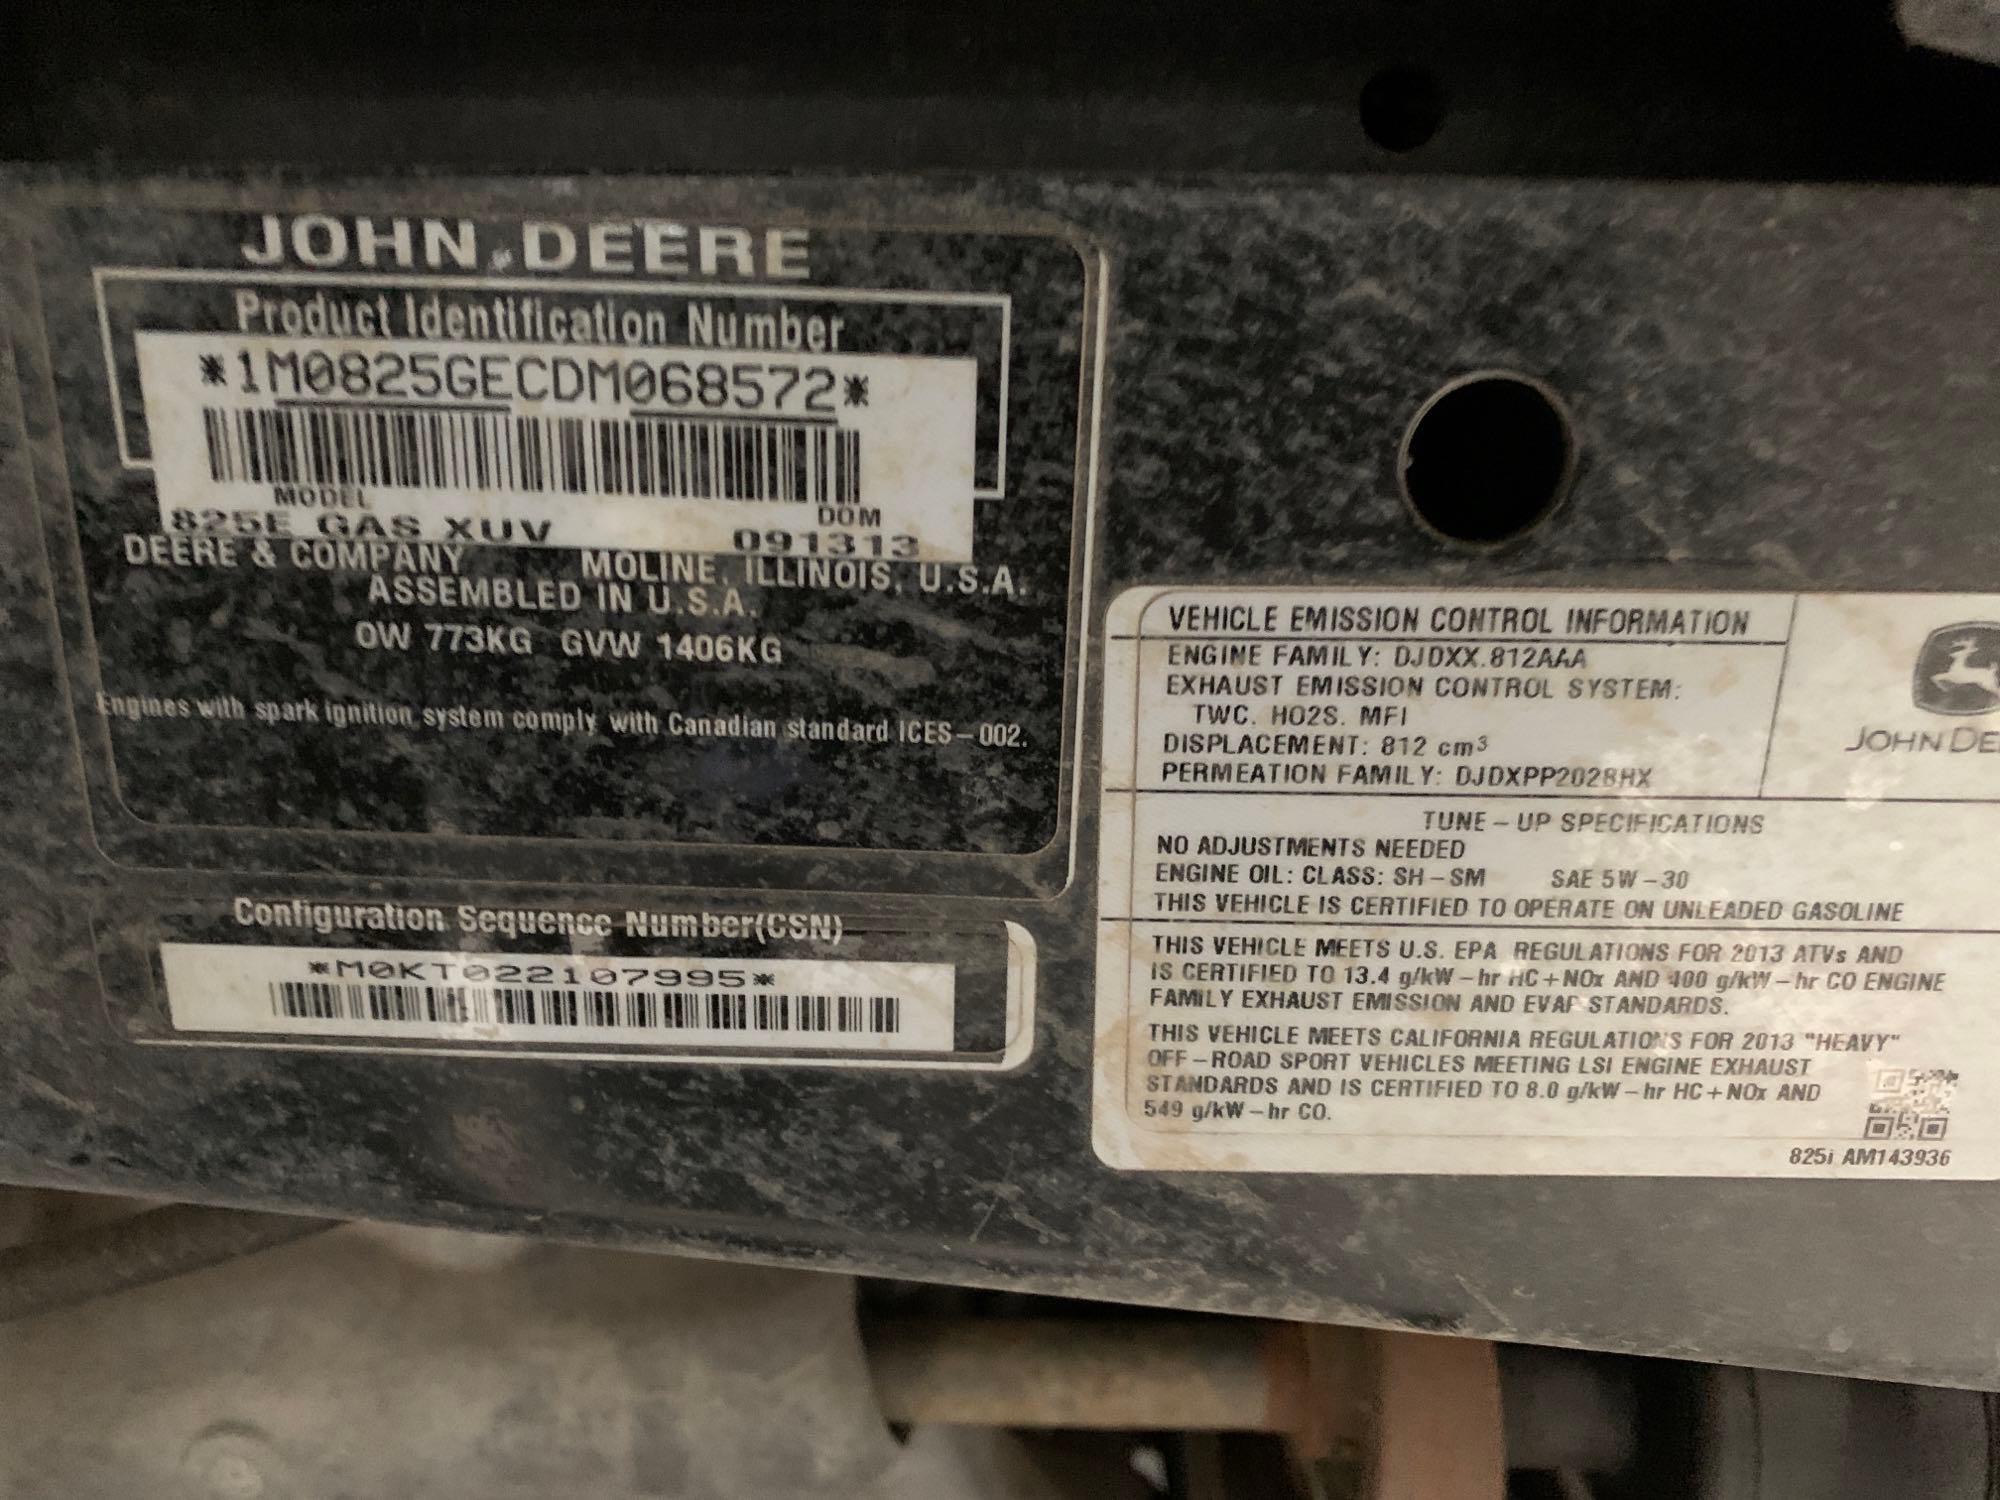 JOHN DEERE
Product Identification Number
*1M0825GECDM068572*
MODEL
DOM
825E GAS XUV
091313
DEERE & COMPANY MOLINE, ILLINOIS, U.S.A.
ASSEMBLED IN U.S.A.
OW 773KG GVW 1406KG
Engines with spark ignition system comply with Canadian standard ICES-002.
Configuration Sequence Number(CSN)
*M0KT022107995*
VEHICLE EMISSION CONTROL INFORMATION
ENGINE FAMILY: DJDXX.812AAA
EXHAUST EMISSION CONTROL SYSTEM:
TWC. HO2S. MFI
DISPLACEMENT: 812 cm³
PERMEATION FAMILY: DJDXPP2028HX
JOHN DE
TUNE-UP SPECIFICATIONS
NO ADJUSTMENTS NEEDED
ENGINE OIL: CLASS: SH-SM SAE 5W-30
THIS VEHICLE IS CERTIFIED TO OPERATE ON UNLEADED GASOLINE
THIS VEHICLE MEETS U.S. EPA REGULATIONS FOR 2013 ATVs AND
IS CERTIFIED TO 13.4 g/kW-hr HC+NOx AND 400 g/kW-hr CO ENGINE
FAMILY EXHAUST EMISSION AND EVAP STANDARDS.
THIS VEHICLE MEETS CALIFORNIA REGULATIONS FOR 2013 "HEAVY"
OFF-ROAD SPORT VEHICLES MEETING LSI ENGINE EXHAUST
STANDARDS AND IS CERTIFIED TO 8.0 g/kW-hr HC+NOx AND
549 g/kW-hr CO.
825i AM143936